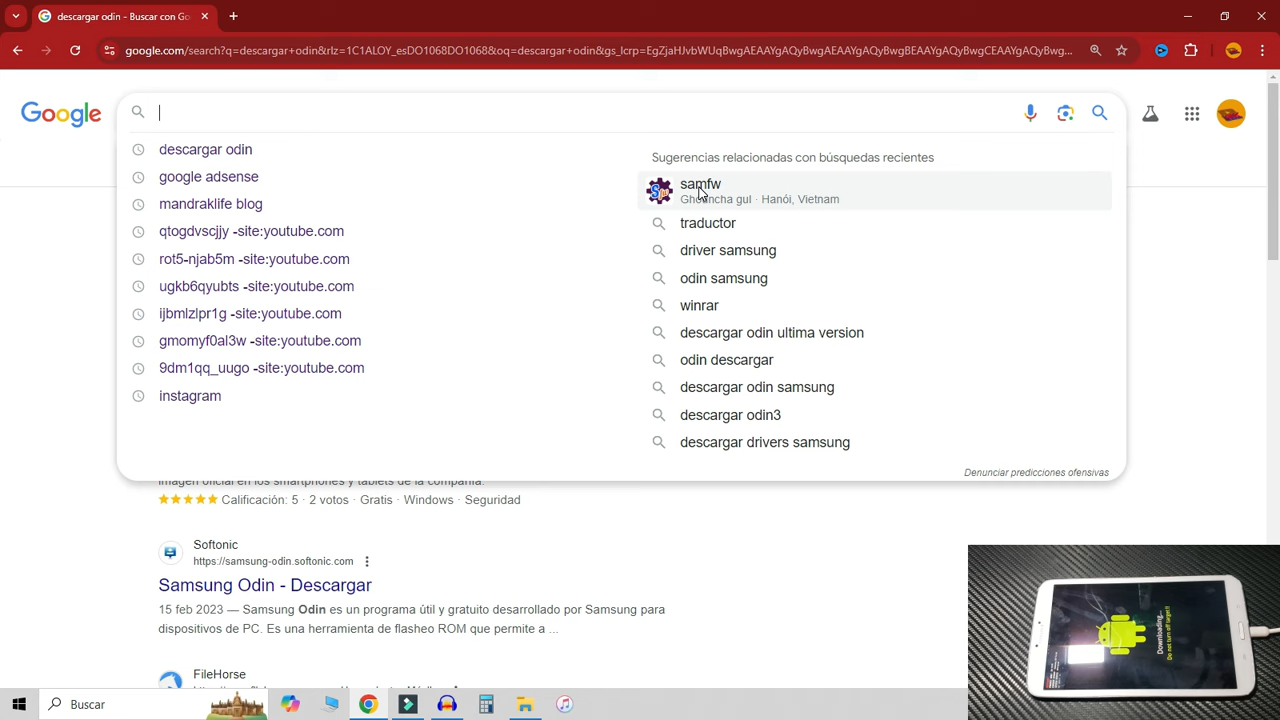 descargar odin - Buscar con Go
google.com/search?q=descargar+odin&rlz=1C1ALOY_esDO1068DO1068&oq=descargar+odin&gs_lcrp=EgZjaHJvbWUqBwgAEAAYgAQyBwgAEAAYgAQyBwgBEAAYgAQyBwgCEAAYgAQyBwg...
Google
descargar odin
google adsense
mandraklife blog
qtogdvscjjy -site:youtube.com
rot5-njab5m -site:youtube.com
ugkb6qyubts -site:youtube.com
ijbmlzlpr1g -site:youtube.com
gmomyf0al3w -site:youtube.com
9dm1qq_uugo -site:youtube.com
instagram
Sugerencias relacionadas con búsquedas recientes
samfw
gul · Hanói, Vietnam
traductor
driver samsung
odin samsung
winrar
descargar odin ultima version
odin descargar
descargar odin samsung
descargar odin3
descargar drivers samsung
Denunciar predicciones ofensivas
imagen oficial en los smartphones y tablets de la compañía.
Calificación: 5 · 2 votos · Gratis · Windows · Seguridad
Softonic
https://samsung-odin.softonic.com
Samsung Odin - Descargar
15 feb 2023 — Samsung Odin es un programa útil y gratuito desarrollado por Samsung para
dispositivos de PC. Es una herramienta de flasheo ROM que permite a ...
FileHorse
Buscar
Downloading...
Do not turn off target!!